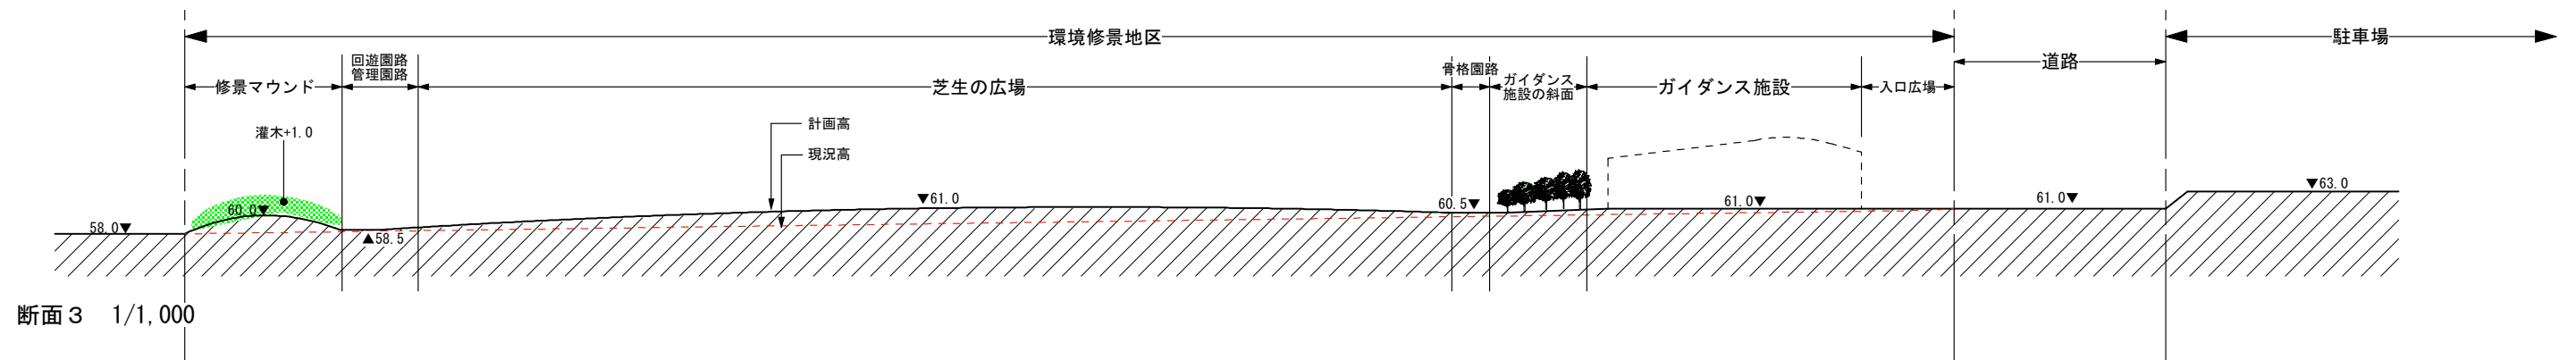 環境修景地区
駐車場
道路
回遊園路
管理園路
修景マウンド
芝生の広場
骨格園路
ガイダンス
施設の斜面
ガイダンス施設
入口広場
灌木+1.0
計画高
現況高
58.0▼
60.0▼
▲58.5
▼61.0
60.5▼
61.0▼
61.0▼
▼63.0
断面３ 1/1,000